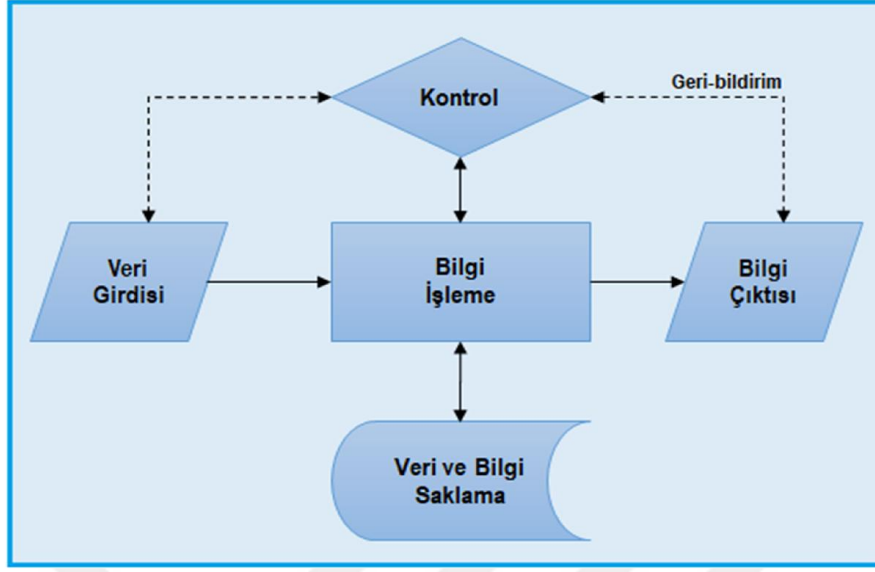 Kontrol
Geri-bildirim
Veri
Girdisi
Bilgi
İşleme
Bilgi
Çıktısı
Veri ve Bilgi
Saklama